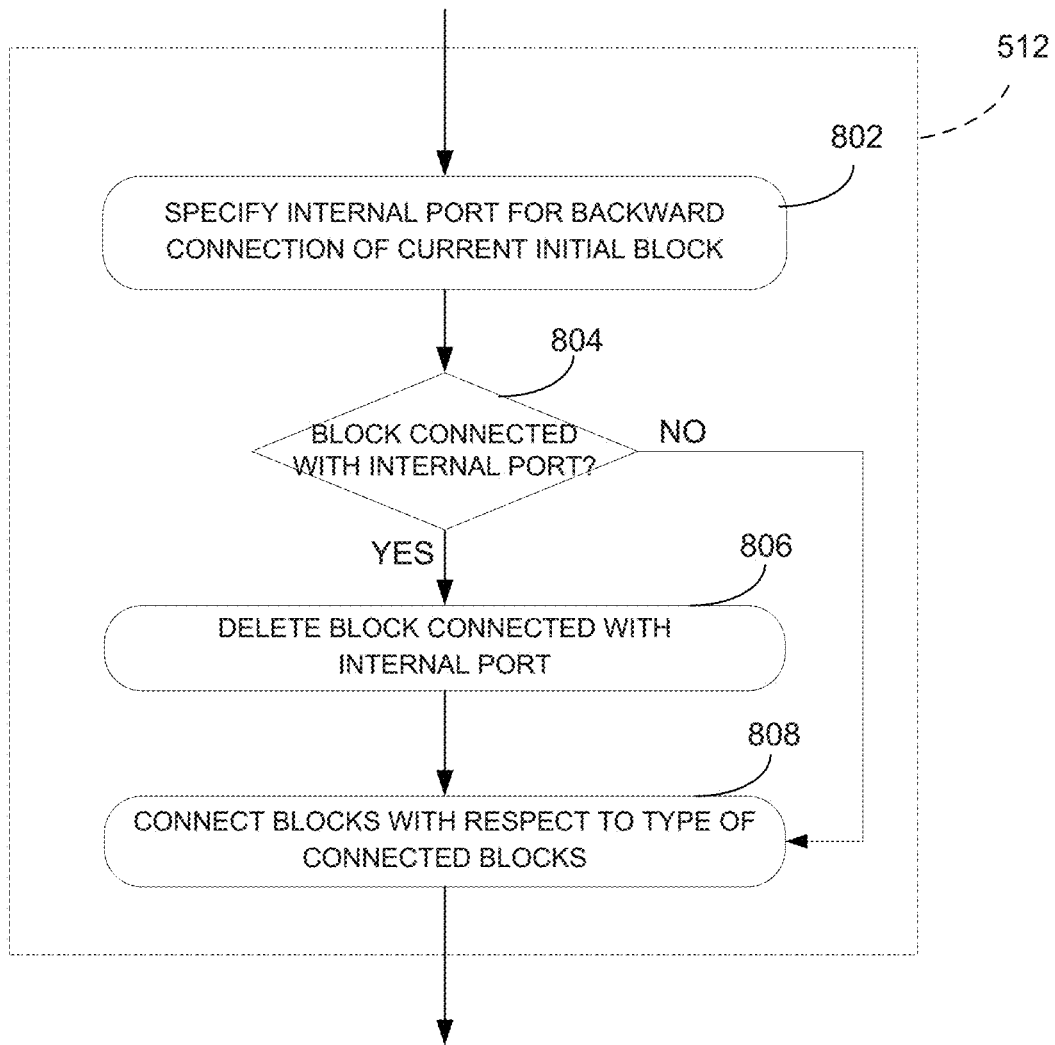 512
802
SPECIFY INTERNAL PORT FOR BACKWARD
CONNECTION OF CURRENT INITIAL BLOCK
804
BLOCK CONNECTED
WITH INTERNAL PORT?
NO
YES
806
DELETE BLOCK CONNECTED WITH
INTERNAL PORT
808
CONNECT BLOCKS WITH RESPECT TO TYPE OF
CONNECTED BLOCKS